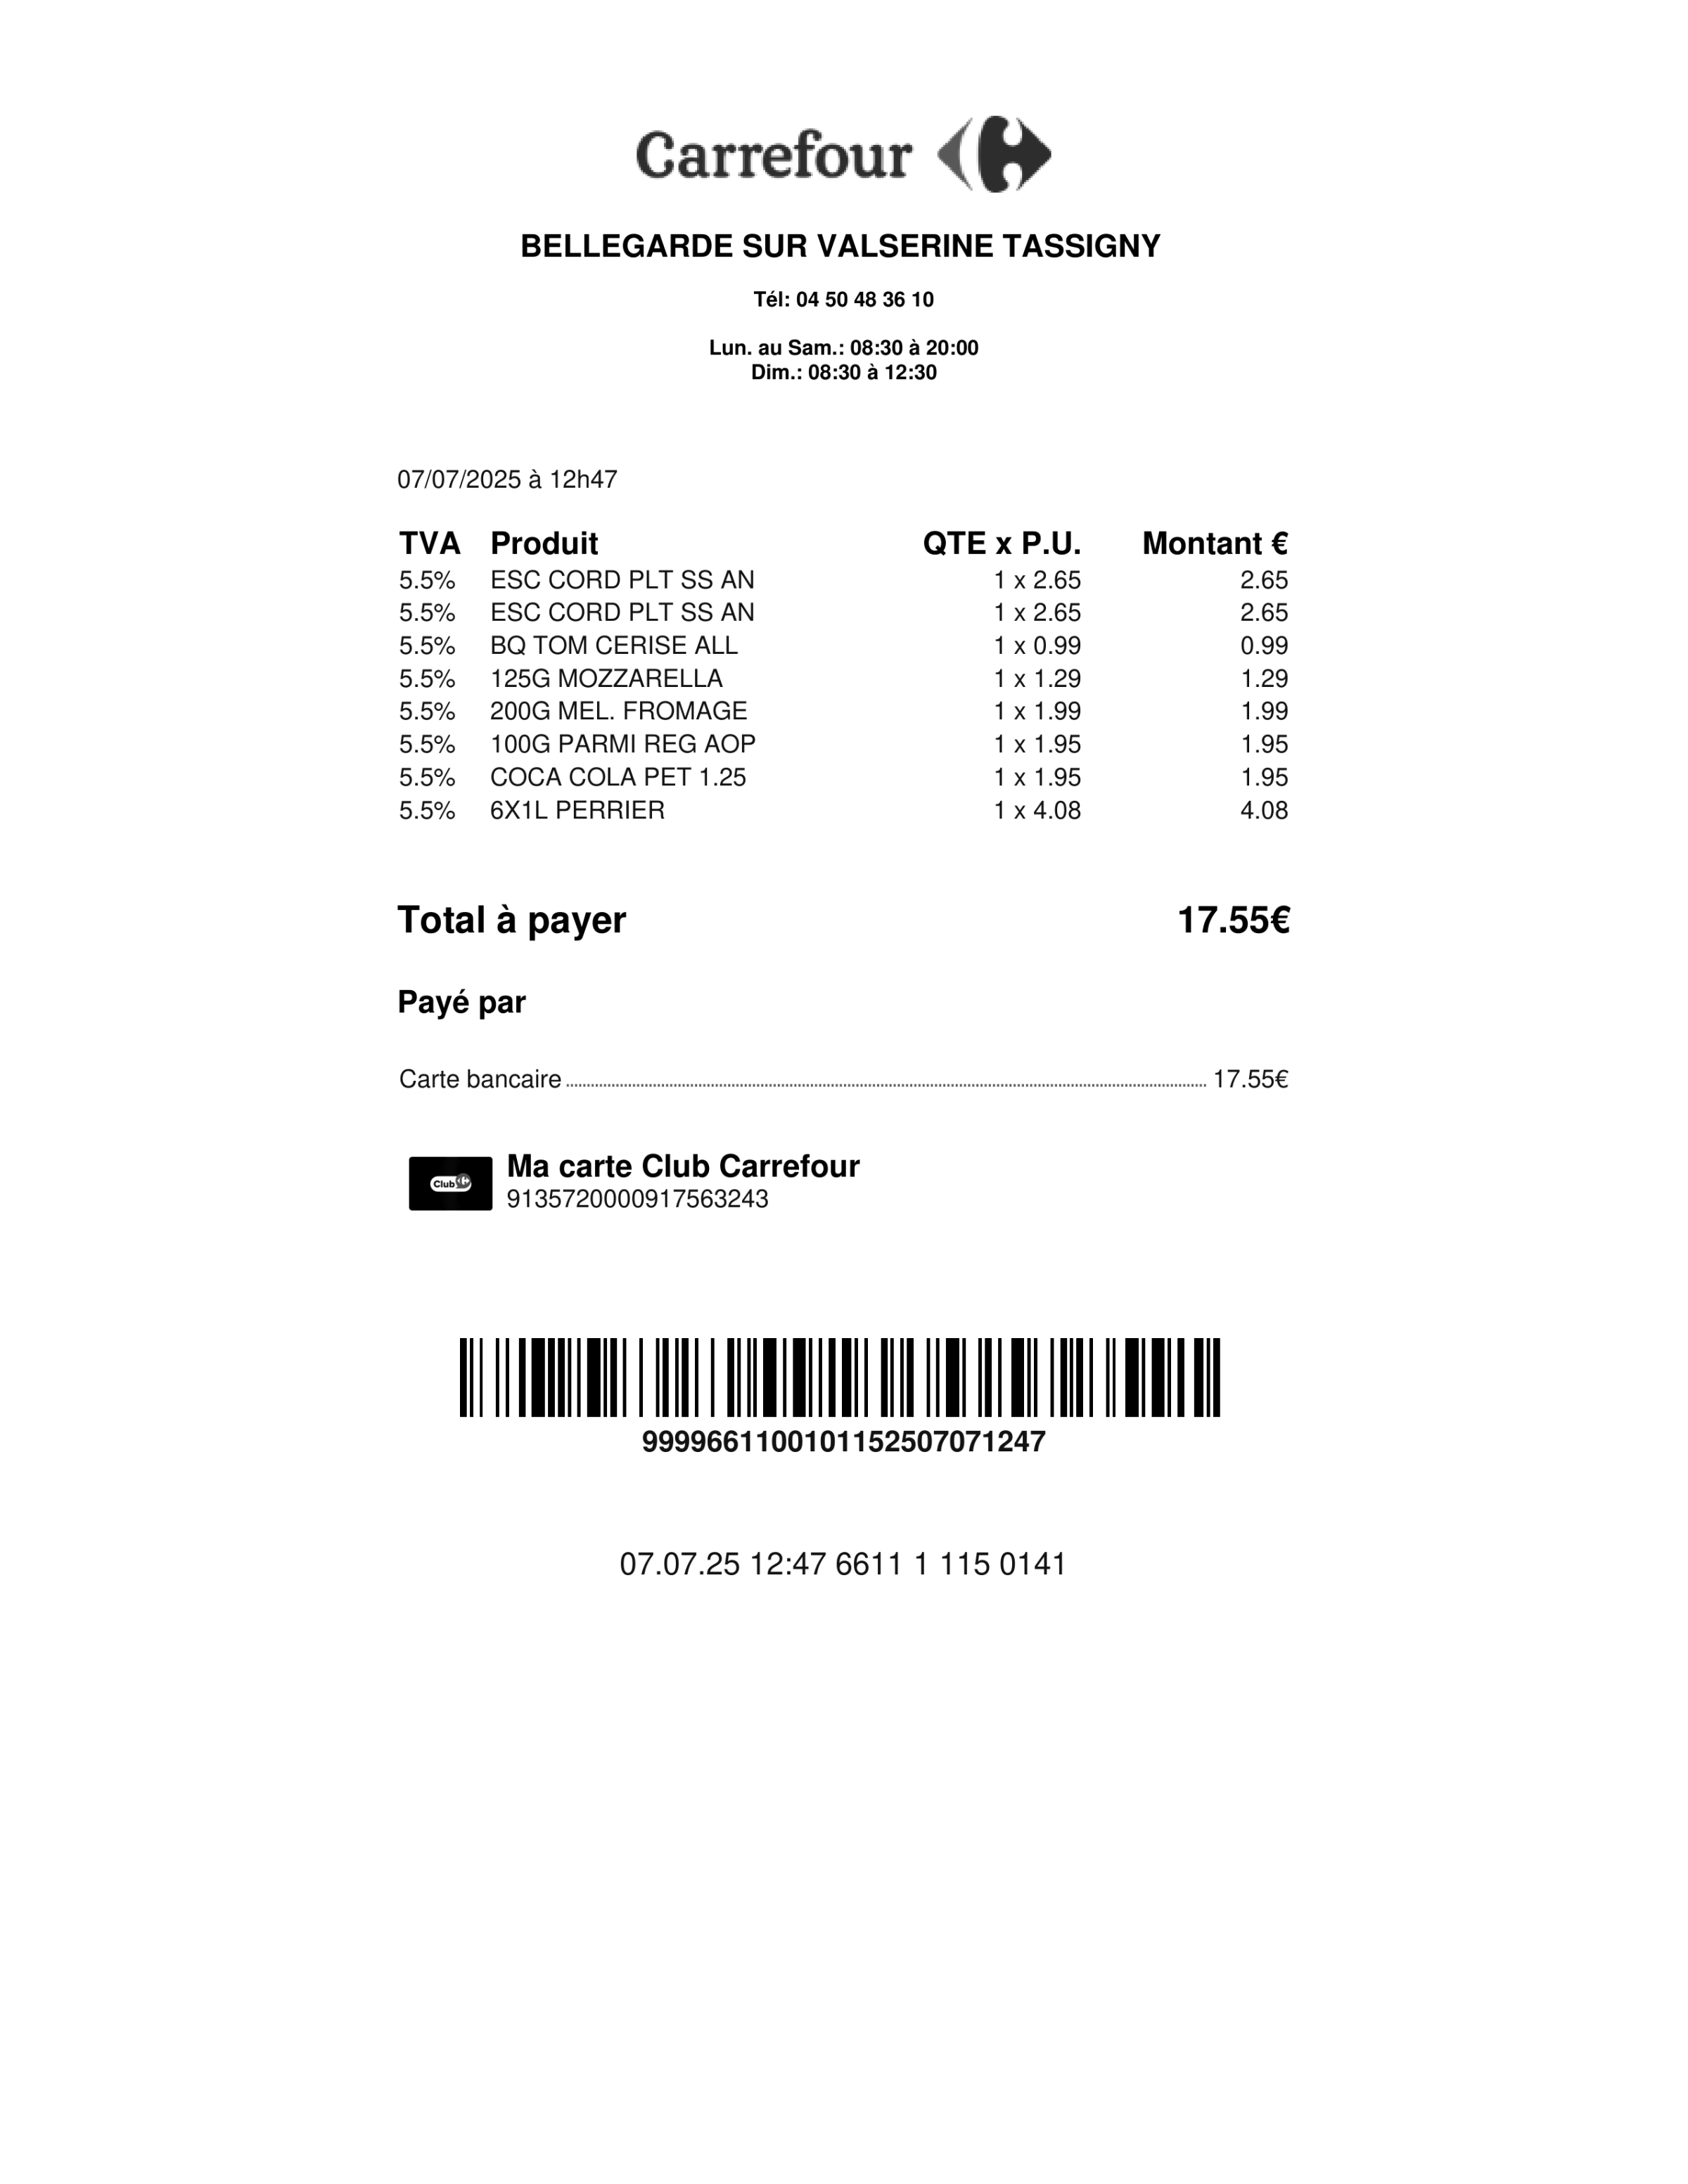 Carrefour
BELLEGARDE SUR VALSERINE TASSIGNY
Tél: 04 50 48 36 10
Lun. au Sam.: 08:30 à 20:00
Dim.: 08:30 à 12:30
07/07/2025 à 12h47
TVA Produit QTE x P.U. Montant €
5.5% ESC CORD PLT SS AN 1 x 2.65 2.65
5.5% ESC CORD PLT SS AN 1 x 2.65 2.65
5.5% BQ TOM CERISE ALL 1 x 0.99 0.99
5.5% 125G MOZZARELLA 1 x 1.29 1.29
5.5% 200G MEL. FROMAGE 1 x 1.99 1.99
5.5% 100G PARMI REG AOP 1 x 1.95 1.95
5.5% COCA COLA PET 1.25 1 x 1.95 1.95
5.5% 6X1L PERRIER 1 x 4.08 4.08
Total à payer 17.55€
Payé par
Carte bancaire 17.55€
Club
Ma carte Club Carrefour
9135720000917563243
9999661100101152507071247
07.07.25 12:47 6611 1 115 0141